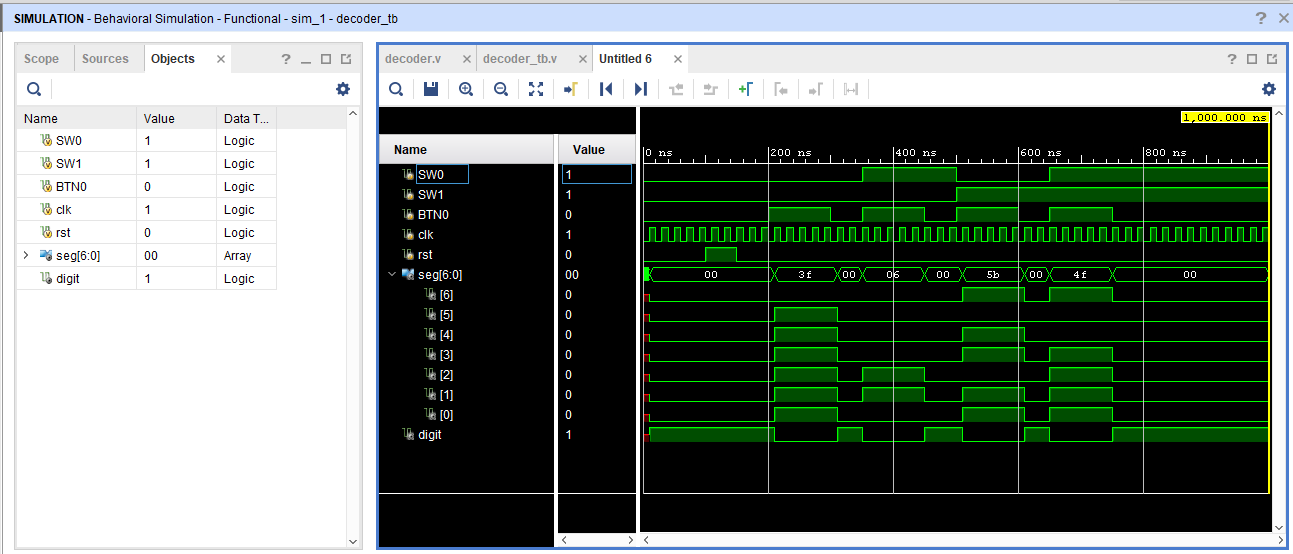 SIMULATION - Behavioral Simulation - Functional - sim_1 - decoder_tb
Scope Sources Objects
Name Value Data T...
SW0 1 Logic
SW1 1 Logic
BTN0 0 Logic
clk 1 Logic
rst 0 Logic
seg[6:0] 00 Array
digit 1 Logic
decoder.v decoder_tb.v Untitled 6
1,000.000 ns
Name Value
0 ns 200 ns 400 ns 600 ns 800 ns
SW0 1
SW1 1
BTN0 0
clk 1
rst 0
seg[6:0] 00 00 3f 00 06 00 5b 00 4f 00
[6] 0
[5] 0
[4] 0
[3] 0
[2] 0
[1] 0
[0] 0
digit 1